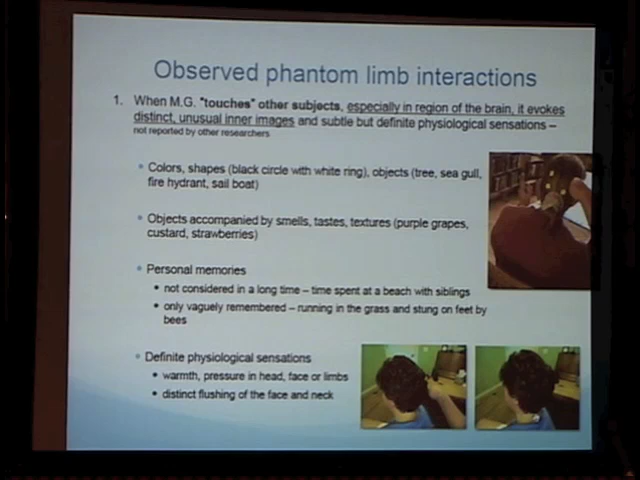 Observed phantom limb interactions
1. When M.G. "touches" other subjects, especially in region of the brain, it evokes
distinct, unusual inner images and subtle but definite physiological sensations –
not reported by other researchers
• Colors, shapes (black circle with white ring), objects (tree, sea gull,
fire hydrant, sail boat)
• Objects accompanied by smells, tastes, textures (purple grapes,
custard, strawberries)
• Personal memories
• not considered in a long time – time spent at a beach with siblings
• only vaguely remembered – running in the grass and stung on feet by
bees
• Definite physiological sensations
• warmth, pressure in head, face or limbs
• distinct flushing of the face and neck